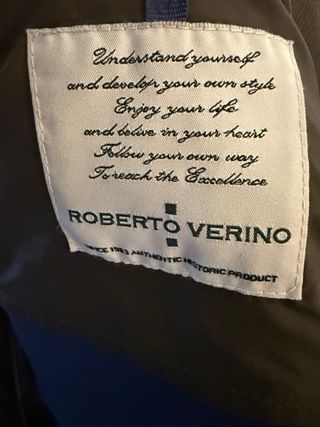 Understand yourself
and develop your own style
Enjoy your life
and belive in your heart
Follow your own way
To reach the Excellence
ROBERTO VERINO
SINCE 1983 AUTHENTIC HISTORIC PRODUCT